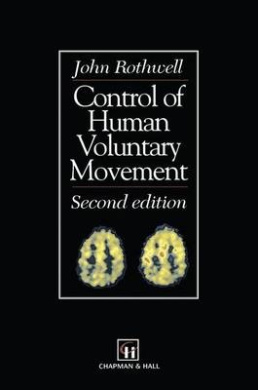 John Rothwell
Control of
Human
Voluntary
Movement
Second edition
CHAPMAN & HALL